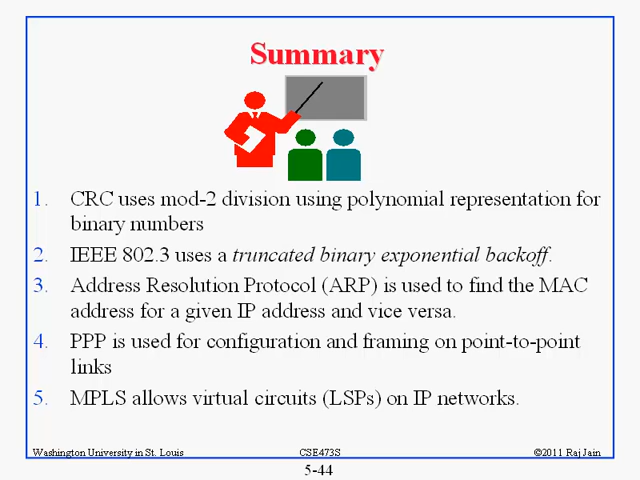 Summary
1. CRC uses mod-2 division using polynomial representation for
binary numbers
2. IEEE 802.3 uses a truncated binary exponential backoff.
3. Address Resolution Protocol (ARP) is used to find the MAC
address for a given IP address and vice versa.
4. PPP is used for configuration and framing on point-to-point
links
5. MPLS allows virtual circuits (LSPs) on IP networks.
Washington University in St. Louis CSE473S ©2011 Raj Jain
5-44